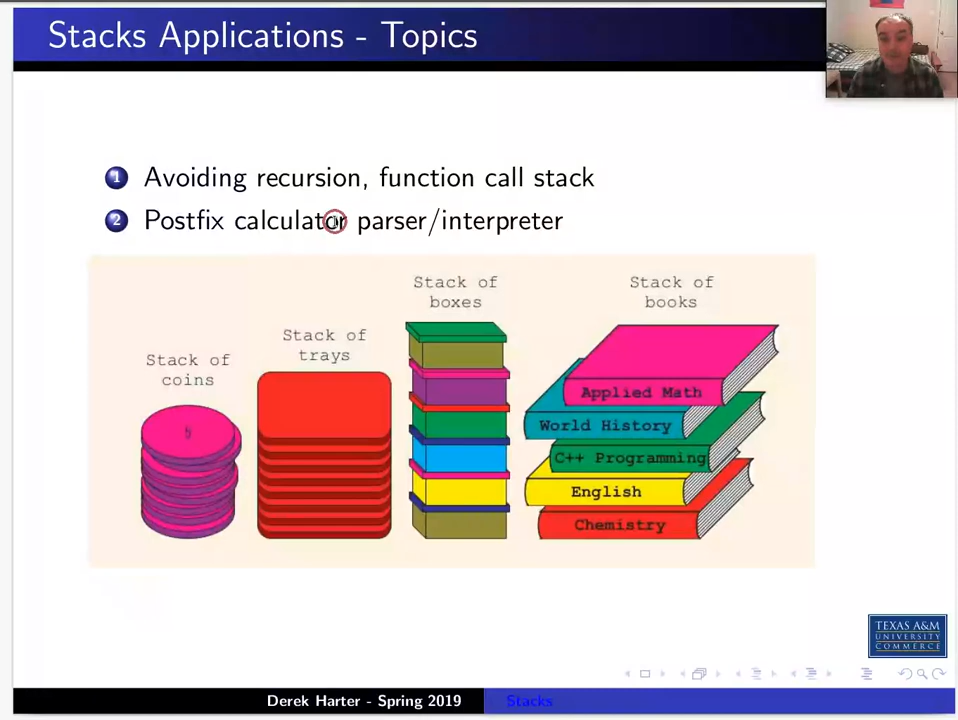 Stacks Applications - Topics
1 Avoiding recursion, function call stack
2 Postfix calculator parser/interpreter
Stack of
coins
Stack of
trays
Stack of
boxes
Stack of
books
Applied Math
World History
C++ Programming
English
Chemistry
TEXAS A&M
UNIVERSITY
COMMERCE
Derek Harter - Spring 2019
Stacks